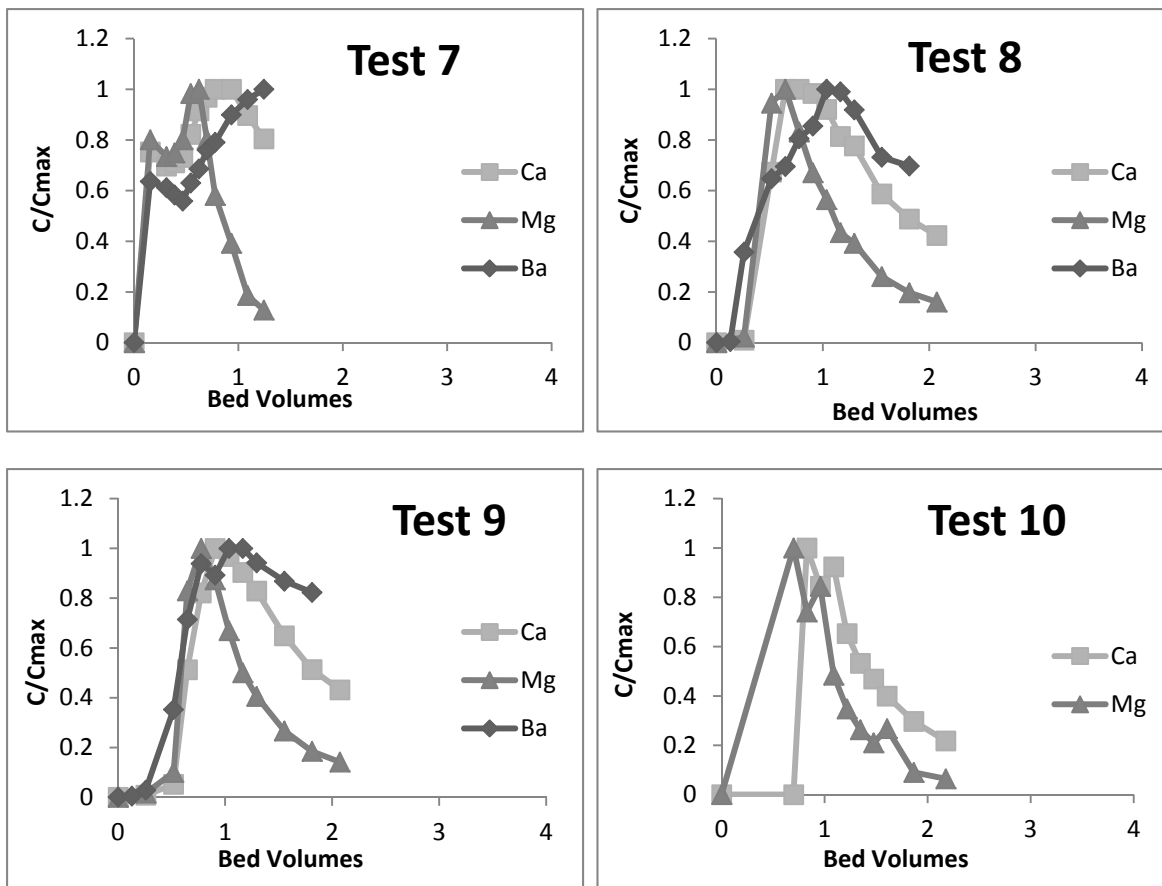 Test 7
C/Cmax
1.2
1
0.8
0.6
0.4
0.2
0
0 1 2 3 4
Bed Volumes
Ca
Mg
Ba
Test 8
C/Cmax
1.2
1
0.8
0.6
0.4
0.2
0
0 1 2 3 4
Bed Volumes
Ca
Mg
Ba
Test 9
C/Cmax
1.2
1
0.8
0.6
0.4
0.2
0
0 1 2 3 4
Bed Volumes
Ca
Mg
Ba
Test 10
C/Cmax
1.2
1
0.8
0.6
0.4
0.2
0
0 1 2 3 4
Bed Volumes
Ca
Mg